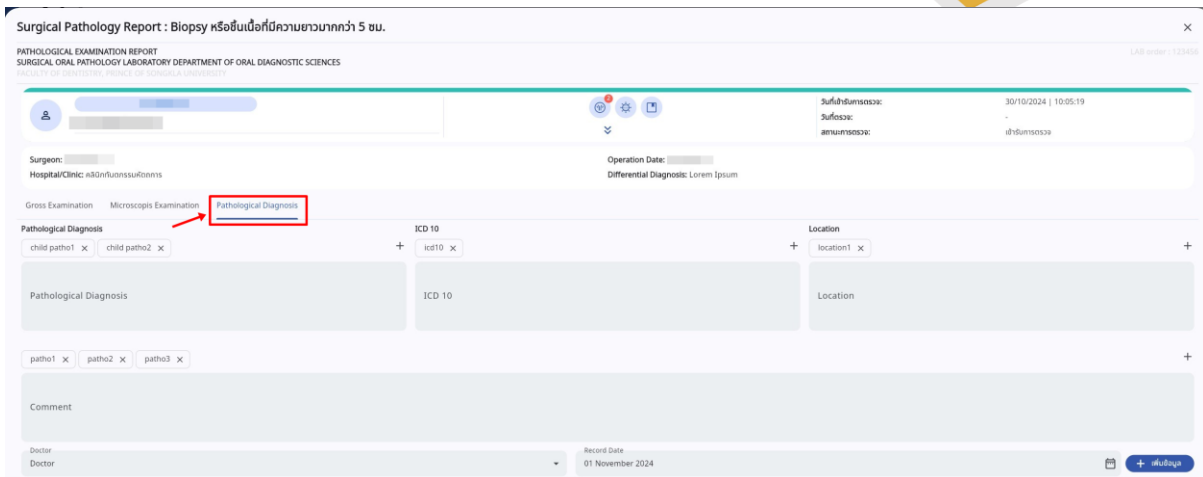 Surgical Pathology Report : Biopsy หรือชิ้นเนื้อที่มีความยาวมากกว่า 5 ซม.
PATHOLOGICAL EXAMINATION REPORT
LAB order : 123456
SURGICAL ORAL PATHOLOGY LABORATORY DEPARTMENT OF ORAL DIAGNOSTIC SCIENCES
FACULTY OF DENTISTRY, PRINCE OF SONGKLA UNIVERSITY
2
วันที่เข้ารับการตรวจ: 30/10/2024 | 10:05:19
วันที่ตรวจ: -
สถานะการตรวจ: เข้ารับการตรวจ
Surgeon: Operation Date:
Hospital/Clinic: คลินิกทันตกรรมหัตถการ Differential Diagnosis: Lorem Ipsum
Gross Examination Microscopis Examination Pathological Diagnosis
Pathological Diagnosis ICD 10 Location
child patho1 × child patho2 × + icd10 × + location1 × +
Pathological Diagnosis ICD 10 Location
patho1 × patho2 × patho3 × +
Comment
Doctor Record Date
Doctor 01 November 2024 + เพิ่มข้อมูล